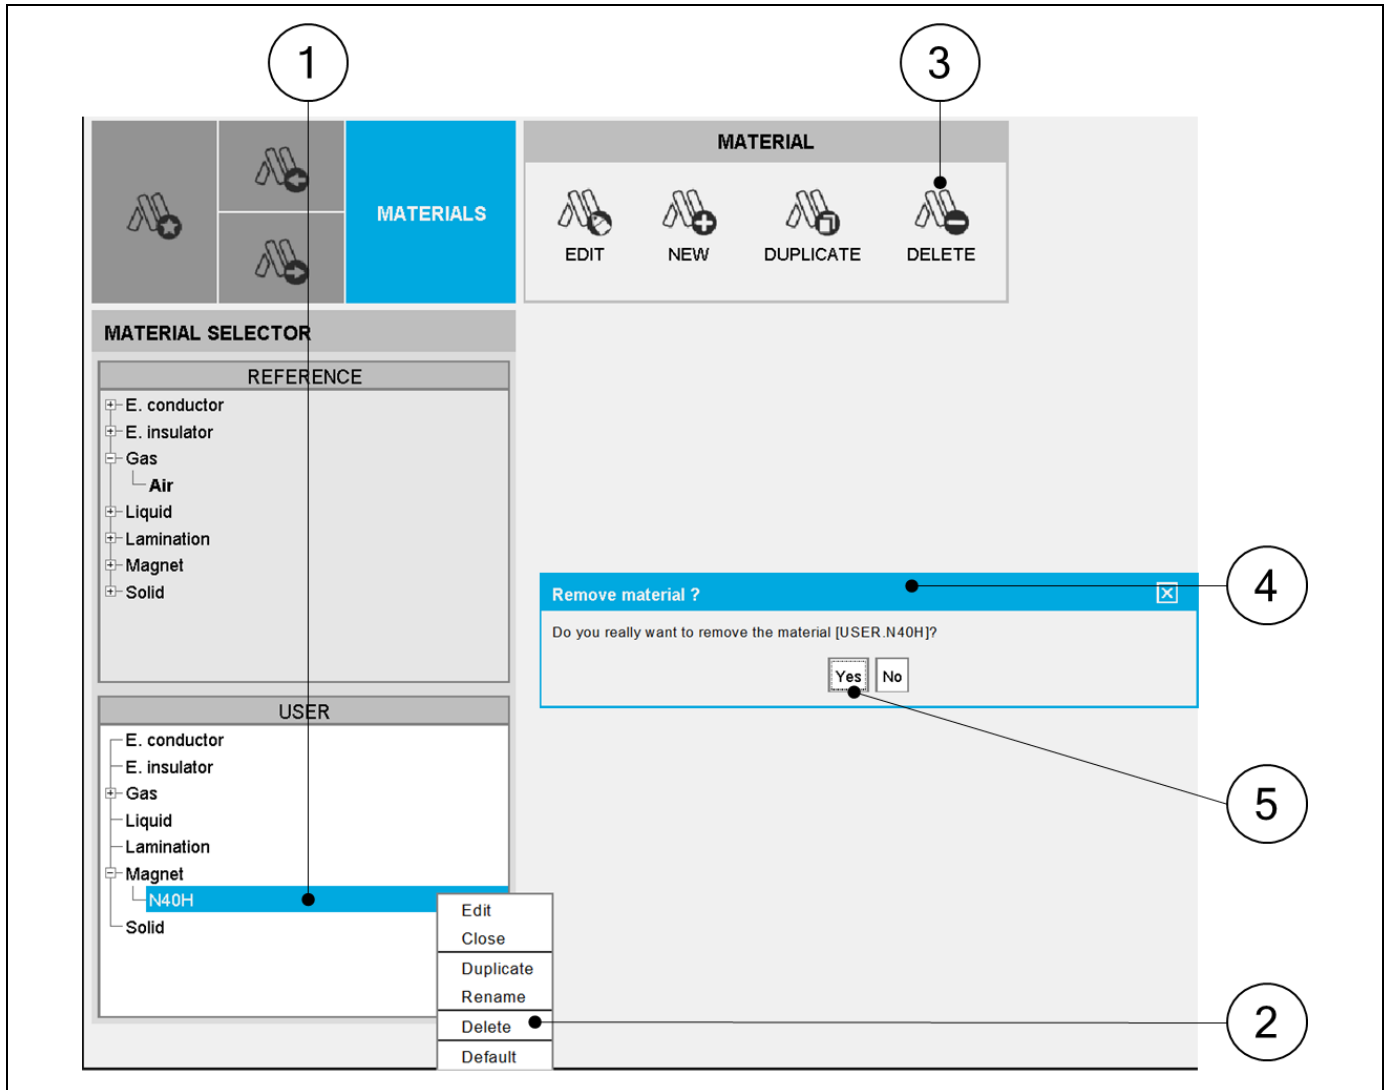 1
3
MATERIALS
MATERIAL
EDIT
NEW
DUPLICATE
DELETE
MATERIAL SELECTOR
REFERENCE
E. conductor
E. insulator
Gas
Air
Liquid
Lamination
Magnet
Solid
Remove material ?
4
Do you really want to remove the material [USER.N40H]?
Yes
No
5
USER
E. conductor
E. insulator
Gas
Liquid
Lamination
Magnet
N40H
Solid
Edit
Close
Duplicate
Rename
Delete
Default
2